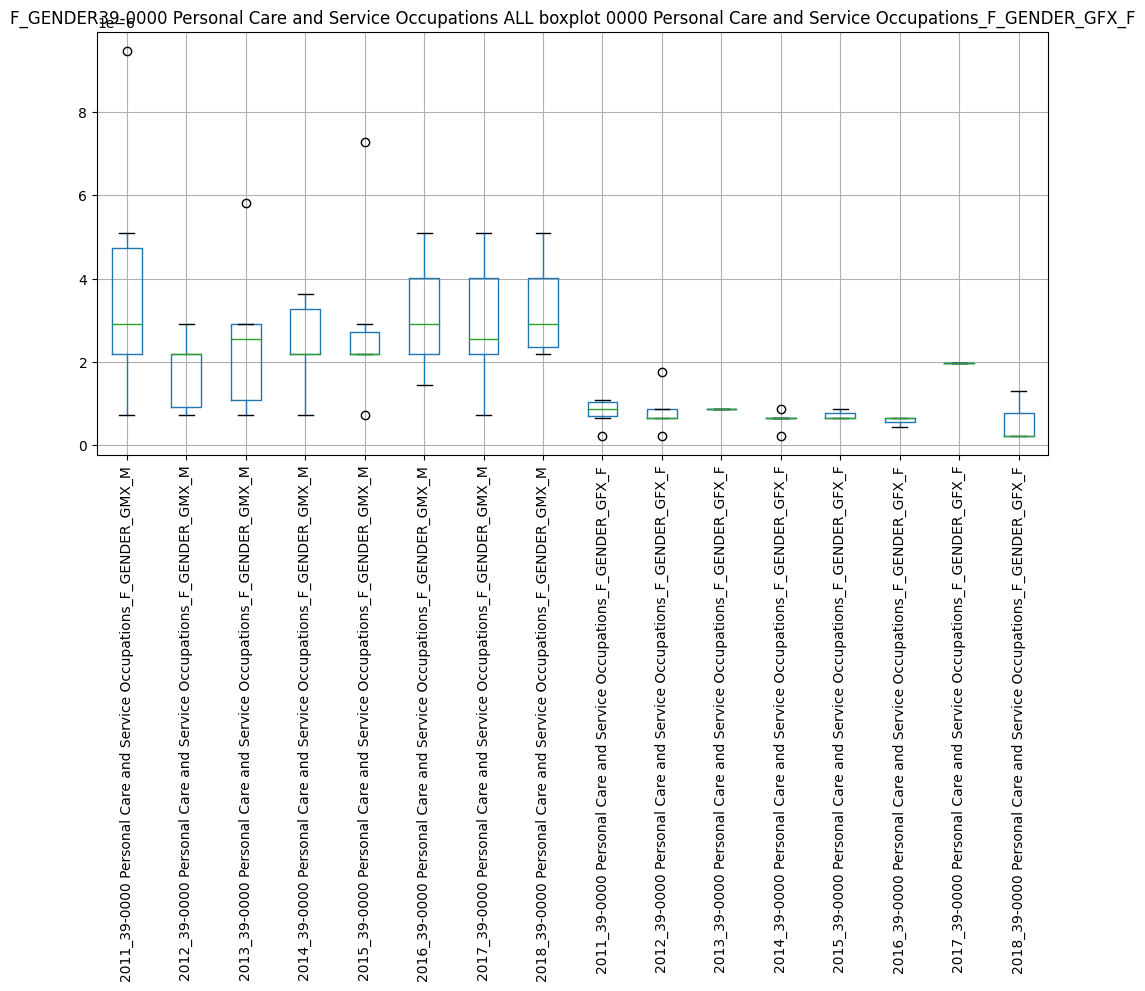 F_GENDER39-0000 Personal Care and Service Occupations ALL boxplot 0000 Personal Care and Service Occupations_F_GENDER_GFX_F
1e−6
8
6
4
2
0
2011_39-0000 Personal Care and Service Occupations_F_GENDER_GMX_M
2012_39-0000 Personal Care and Service Occupations_F_GENDER_GMX_M
2013_39-0000 Personal Care and Service Occupations_F_GENDER_GMX_M
2014_39-0000 Personal Care and Service Occupations_F_GENDER_GMX_M
2015_39-0000 Personal Care and Service Occupations_F_GENDER_GMX_M
2016_39-0000 Personal Care and Service Occupations_F_GENDER_GMX_M
2017_39-0000 Personal Care and Service Occupations_F_GENDER_GMX_M
2018_39-0000 Personal Care and Service Occupations_F_GENDER_GMX_M
2011_39-0000 Personal Care and Service Occupations_F_GENDER_GFX_F
2012_39-0000 Personal Care and Service Occupations_F_GENDER_GFX_F
2013_39-0000 Personal Care and Service Occupations_F_GENDER_GFX_F
2014_39-0000 Personal Care and Service Occupations_F_GENDER_GFX_F
2015_39-0000 Personal Care and Service Occupations_F_GENDER_GFX_F
2016_39-0000 Personal Care and Service Occupations_F_GENDER_GFX_F
2017_39-0000 Personal Care and Service Occupations_F_GENDER_GFX_F
2018_39-0000 Personal Care and Service Occupations_F_GENDER_GFX_F